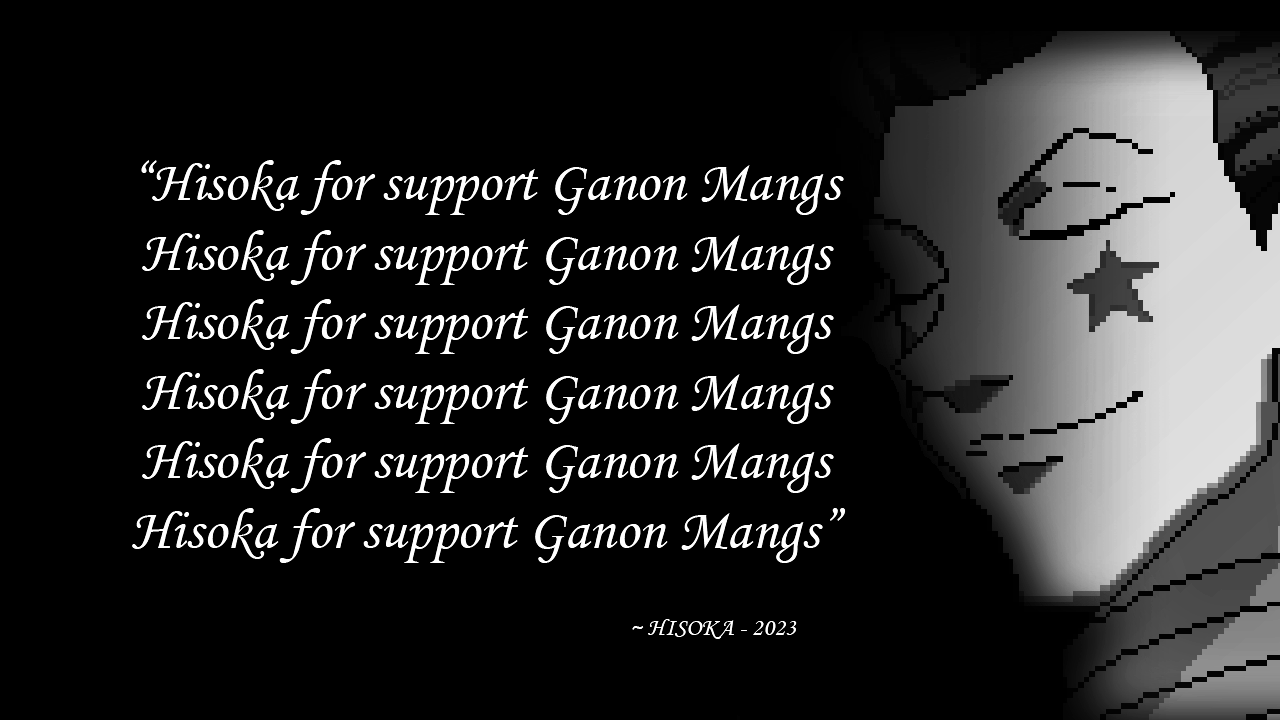 “Hisoka for support Ganon Mangs
Hisoka for support Ganon Mangs
Hisoka for support Ganon Mangs
Hisoka for support Ganon Mangs
Hisoka for support Ganon Mangs
Hisoka for support Ganon Mangs”
~ HISOKA - 2023